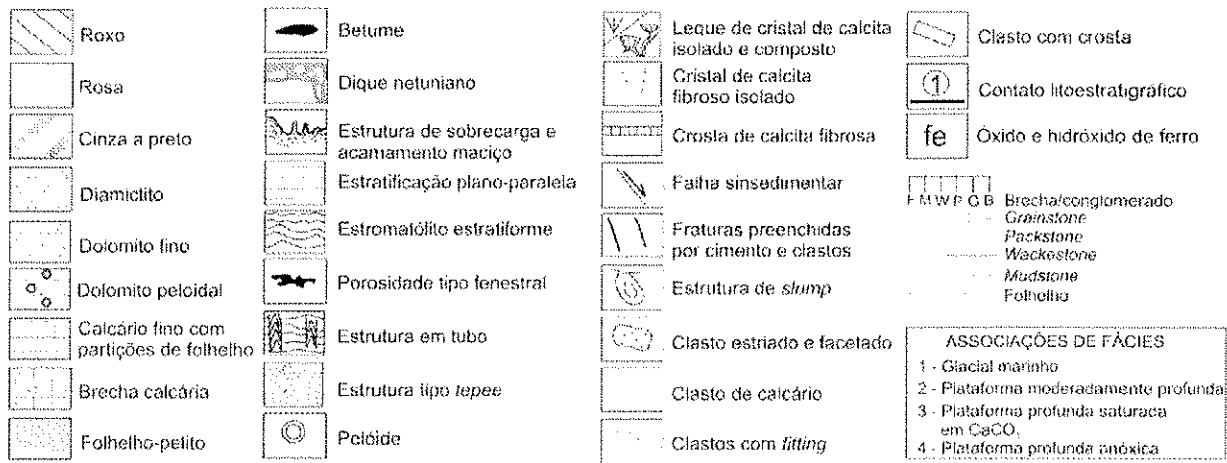 Roxo
Rosa
Cinza a preto
Diamictito
Dolomito fino
Dolomito peloidal
Calcário fino com
partições de folhelho
Brecha calcária
Folhelho-pelito
Betume
Dique netuniano
Estrutura de sobrecarga e
acamamento maciço
Estratificação plano-paralela
Estromatólito estratiforme
Porosidade tipo fenestral
Estrutura em tubo
Estrutura tipo tepee
Pelóide
Leque de cristal de calcita
isolado e composto
Cristal de calcita
fibroso isolado
Crosta de calcita fibrosa
Falha sinsedimentar
Fraturas preenchidas
por cimento e clastos
Estrutura de slump
Clasto estriado e facetado
Clasto de calcário
Clastos com fitting
Clasto com crosta
1 Contato litoestratigráfico
fe Óxido e hidróxido de ferro
F M W P G B Brecha/conglomerado
Grainstone
Packstone
Wackestone
Mudstone
Folhelho
ASSOCIAÇÕES DE FÁCIES
1 - Glacial marinho
2 - Plataforma moderadamente profunda
3 - Plataforma profunda saturada
em CaCO3
4 - Plataforma profunda anóxica